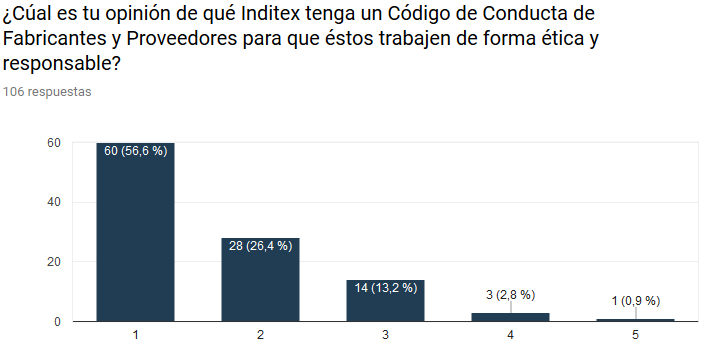 ¿Cúal es tu opinión de qué Inditex tenga un Código de Conducta de
Fabricantes y Proveedores para que éstos trabajen de forma ética y
responsable?
106 respuestas
60
40
20
0
60 (56,6 %)
28 (26,4 %)
14 (13,2 %)
3 (2,8 %)
1 (0,9 %)
1 2 3 4 5